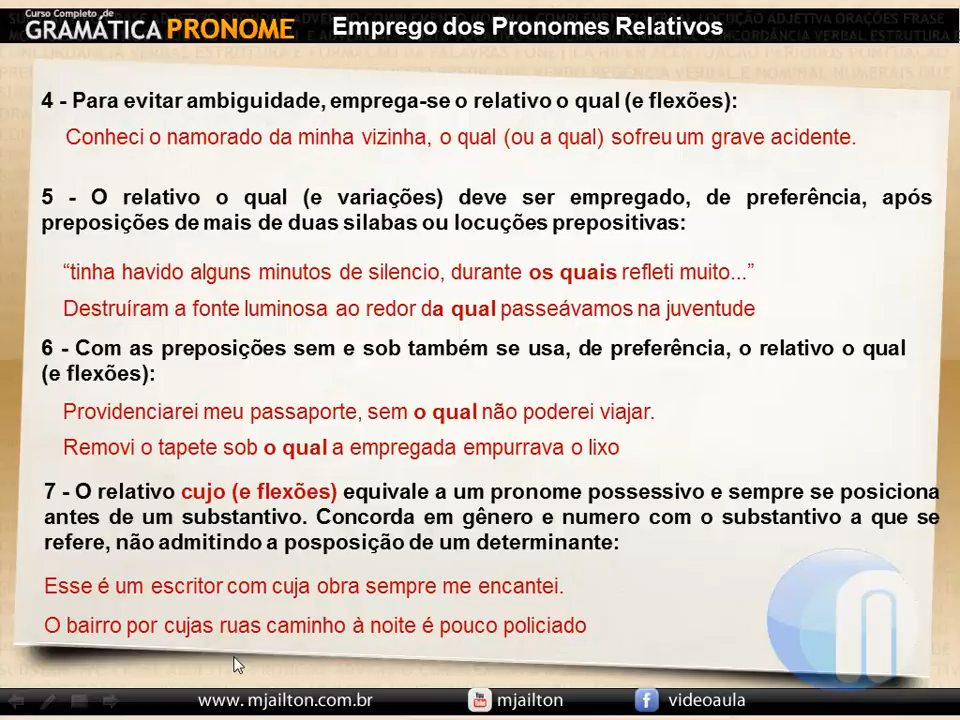 Curso Completo de
GRAMÁTICA PRONOME
Emprego dos Pronomes Relativos
4 - Para evitar ambiguidade, emprega-se o relativo o qual (e flexões):
Conheci o namorado da minha vizinha, o qual (ou a qual) sofreu um grave acidente.
5 - O relativo o qual (e variações) deve ser empregado, de preferência, após
preposições de mais de duas silabas ou locuções prepositivas:
“tinha havido alguns minutos de silencio, durante os quais refleti muito...”
Destruíram a fonte luminosa ao redor da qual passeávamos na juventude
6 - Com as preposições sem e sob também se usa, de preferência, o relativo o qual
(e flexões):
Providenciarei meu passaporte, sem o qual não poderei viajar.
Removi o tapete sob o qual a empregada empurrava o lixo
7 - O relativo cujo (e flexões) equivale a um pronome possessivo e sempre se posiciona
antes de um substantivo. Concorda em gênero e numero com o substantivo a que se
refere, não admitindo a posposição de um determinante:
Esse é um escritor com cuja obra sempre me encantei.
O bairro por cujas ruas caminho à noite é pouco policiado
www. mjailton.com.br
mjailton
videoaula